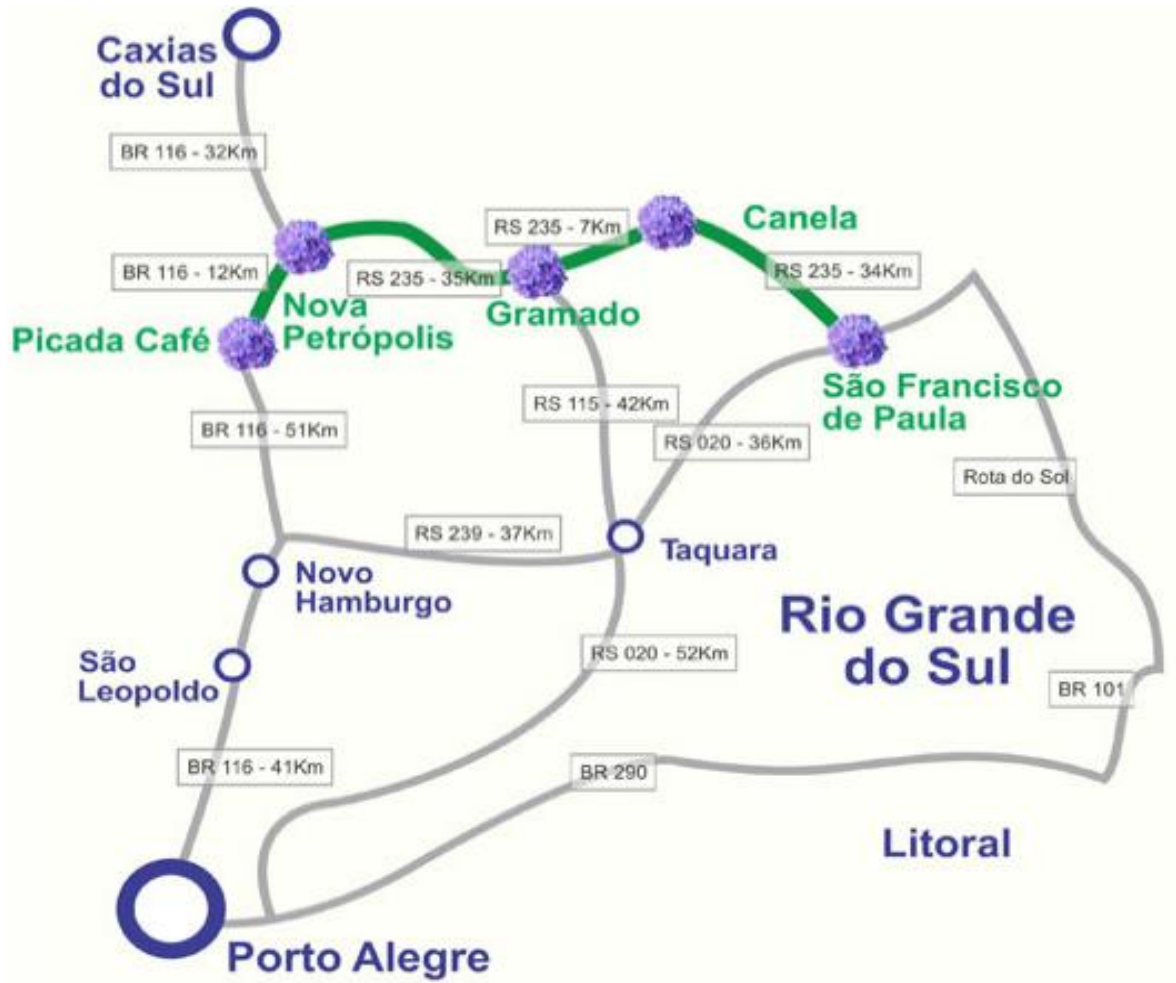 Caxias
do Sul
BR 116 - 32Km
RS 235 - 7Km
Canela
BR 116 - 12Km
RS 235 - 35Km
RS 235 - 34Km
Nova
Petrópolis
Gramado
Picada Café
São Francisco
de Paula
RS 115 - 42Km
BR 116 - 51Km
RS 020 - 36Km
Rota do Sol
RS 239 - 37Km
Taquara
Novo
Hamburgo
Rio Grande
do Sul
São
Leopoldo
RS 020 - 52Km
BR 101
BR 116 - 41Km
BR 290
Litoral
Porto Alegre